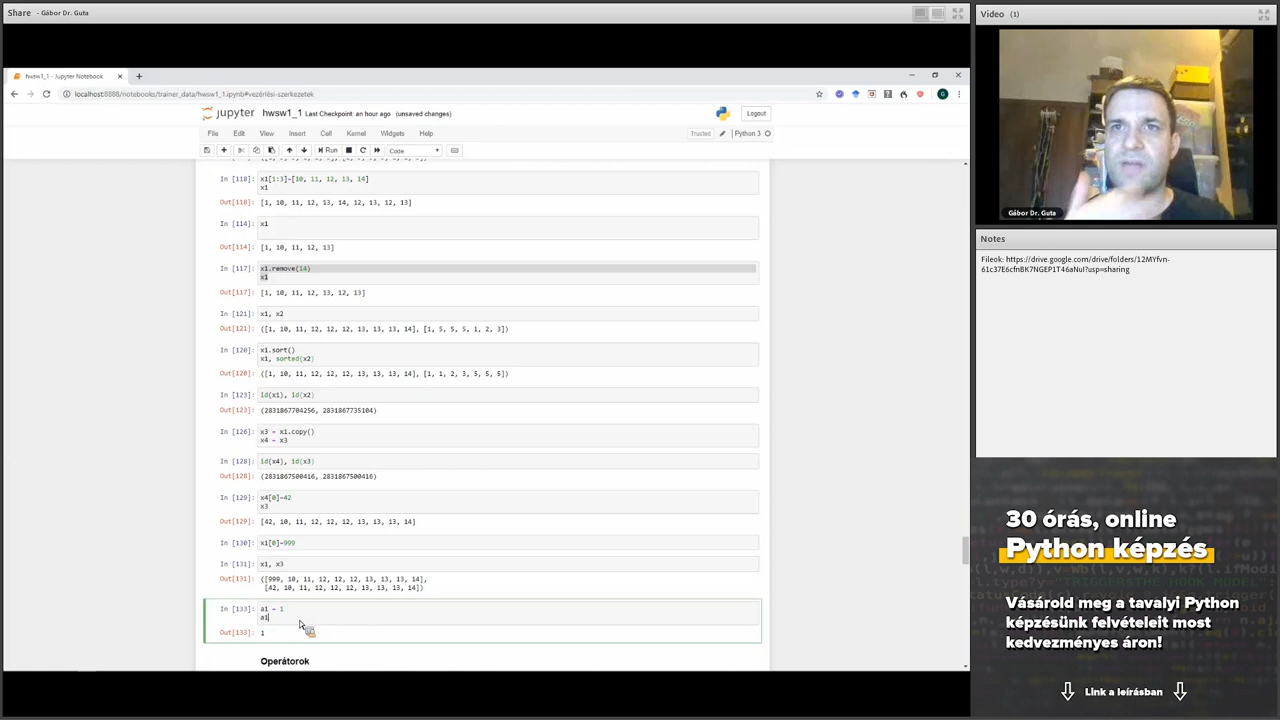 Share - Gábor Dr. Guta
hwsw1_1 - Jupyter Notebook
localhost:8888/notebooks/trainer_data/hwsw1_1.ipynb#vezérlési-szerkezetek
jupyter hwsw1_1 Last Checkpoint: an hour ago (unsaved changes)
Logout
File Edit View Insert Cell Kernel Widgets Help
Trusted Python 3
Run Code
In [118]: x1[1:3]=[10, 11, 12, 13, 14]
x1
Out[118]: [1, 10, 11, 12, 13, 14, 12, 13, 12, 13]
In [114]: x1
Out[114]: [1, 10, 11, 12, 13]
In [117]: x1.remove(14)
x1
Out[117]: [1, 10, 11, 12, 13, 12, 13]
In [121]: x1, x2
Out[121]: ([1, 10, 11, 12, 12, 12, 13, 13, 13, 14], [1, 5, 5, 5, 1, 2, 3])
In [120]: x1.sort()
x1, sorted(x2)
Out[120]: ([1, 10, 11, 12, 12, 12, 13, 13, 13, 14], [1, 1, 2, 3, 5, 5, 5])
In [123]: id(x1), id(x2)
Out[123]: (2831867704256, 2831867735104)
In [126]: x3 = x1.copy()
x4 = x3
In [128]: id(x4), id(x3)
Out[128]: (2831867500416, 2831867500416)
In [129]: x4[0]=42
x3
Out[129]: [42, 10, 11, 12, 12, 12, 13, 13, 13, 14]
In [130]: x1[0]=999
In [131]: x1, x3
Out[131]: ([999, 10, 11, 12, 12, 12, 13, 13, 13, 14],
[42, 10, 11, 12, 12, 12, 13, 13, 13, 14])
In [133]: a1 = 1
a1
Out[133]: 1
Operátorok
Video (1)
Gábor Dr. Guta
Notes
Fileok: https://drive.google.com/drive/folders/12MYfvn-
61c37E6cfnBK7NGEP1T46aNuI?usp=sharing
30 órás, online
Python képzés
Vásárold meg a tavalyi Python
képzésünk felvételeit most
kedvezményes áron!
Link a leírásban